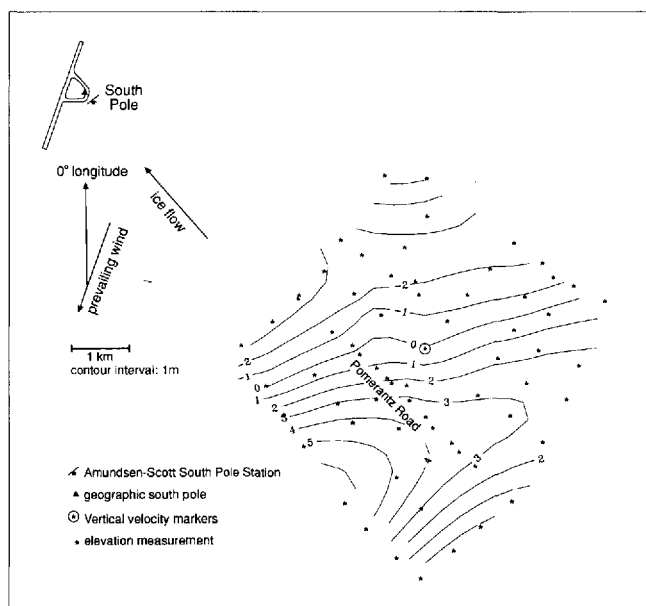 South
Pole
0° longitude
ice flow
prevailing wind
1 km
contour interval: 1m
2
1
0
1
2
3
2
1
0
1
2
3
4
5
4
3
2
Pomerantz Road
Amundsen-Scott South Pole Station
geographic south pole
Vertical velocity markers
elevation measurement